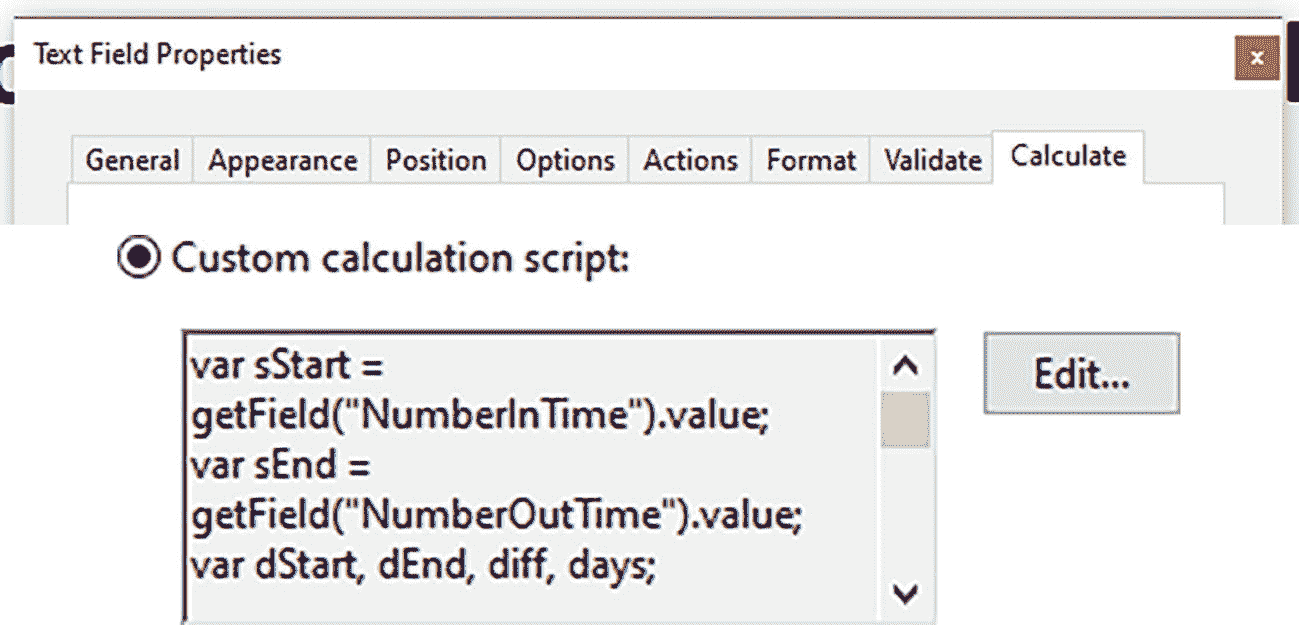 Text Field Properties
x
General Appearance Position Options Actions Format Validate Calculate
Custom calculation script:
var sStart =
getField("NumberInTime").value;
var sEnd =
getField("NumberOutTime").value;
var dStart, dEnd, diff, days;
Edit...